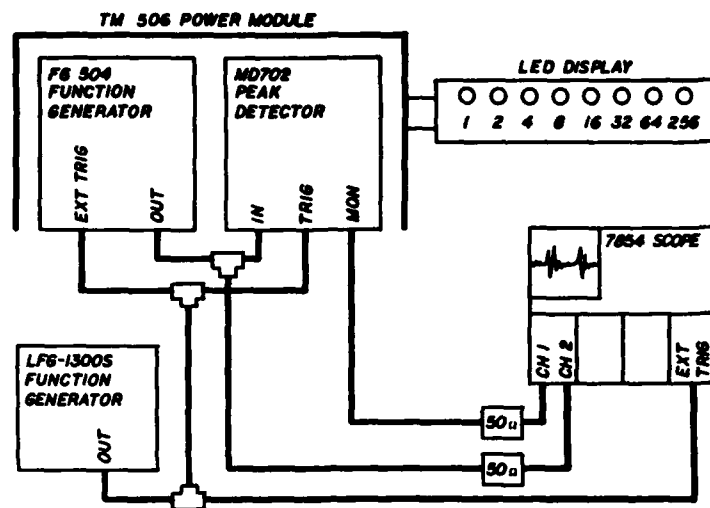 TM 506 POWER MODULE
FG 504
FUNCTION
GENERATOR
EXT TRIG
OUT
MD702
PEAK
DETECTOR
IN
TRIG
MON
LED DISPLAY
1 2 4 8 16 32 64 256
7854 SCOPE
CH 1
CH 2
EXT
TRIG
LFG-1300S
FUNCTION
GENERATOR
OUT
50Ω
50Ω